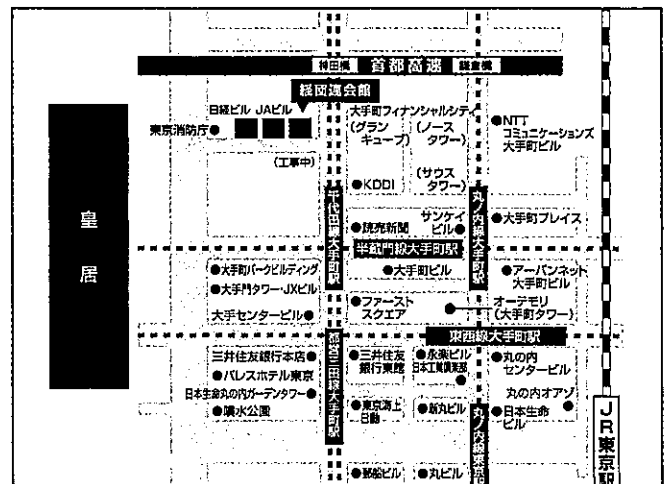 神田橋
首都高速
鎌倉橋
経団連会館
日経ビル JAビル
東京消防庁
(工事中)
大手町フィナンシャルシティ
(グラン
キューブ)
(ノース
タワー)
(サウス
タワー)
KDDI
NTT
コミュニケーションズ
大手町ビル
皇居
千代田線大手町駅
丸ノ内線大手町駅
読売新聞
サンケイ
ビル
大手町プレイス
半蔵門線大手町駅
大手町パークビルディング
大手門タワー・JXビル
大手センタービル
大手町ビル
アーバンネット
大手町ビル
ファースト
スクエア
オーテモリ
(大手町タワー)
東西線大手町駅
都営三田線大手町駅
三井住友銀行本店
パレスホテル東京
日本生命丸の内ガーデンタワー
噴水公園
三井住友
銀行東館
永楽ビル
日本工業倶楽部
丸の内
センタービル
丸の内オアゾ
東京海上
日動
新丸ビル
日本生命
ビル
丸ノ内線東京駅
JR東京駅
郵船ビル
丸ビル